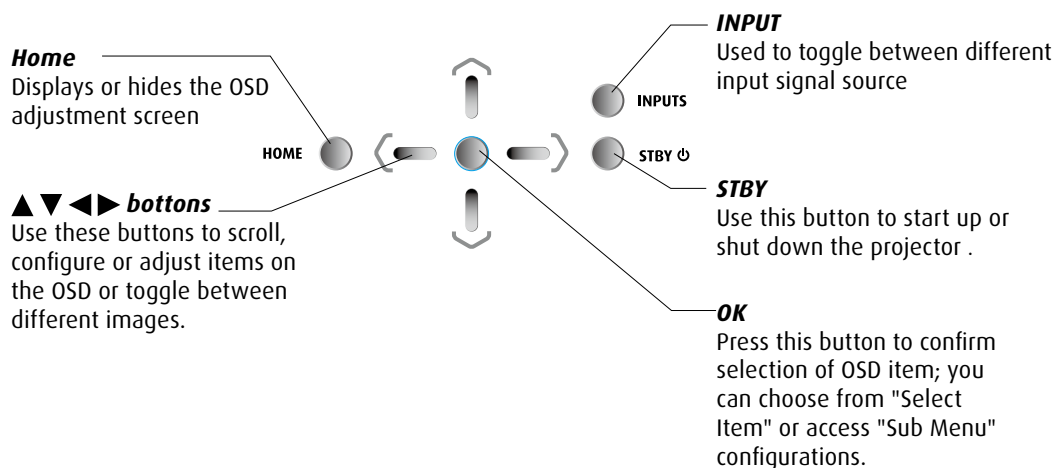 Home
Displays or hides the OSD
adjustment screen
▲ ▼ ◀ ▶ bottons
Use these buttons to scroll,
configure or adjust items on
the OSD or toggle between
different images.
HOME
INPUTS
STBY ⏻
INPUT
Used to toggle between different
input signal source
STBY
Use this button to start up or
shut down the projector .
OK
Press this button to confirm
selection of OSD item; you
can choose from "Select
Item" or access "Sub Menu"
configurations.